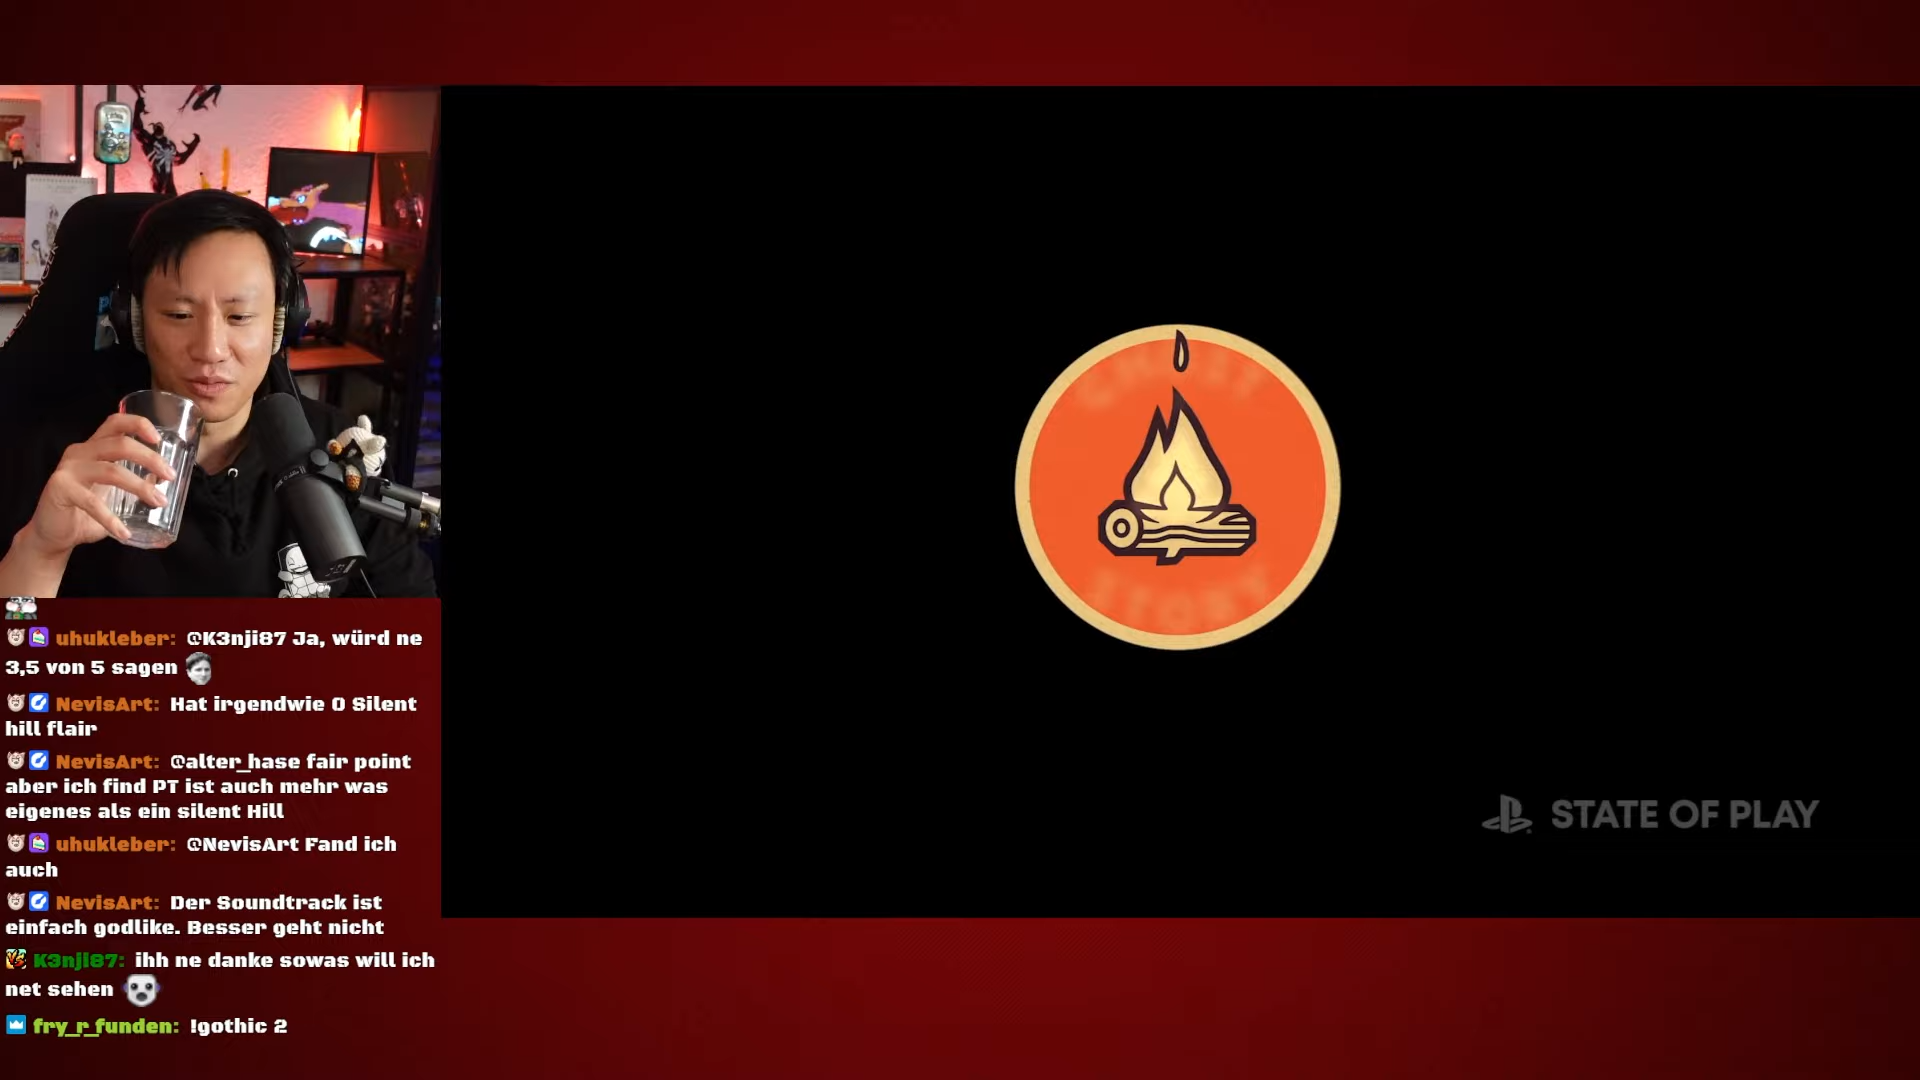 uhukleber: @K3nji87 Ja, würd ne
3,5 von 5 sagen
NevisArt: Hat irgendwie 0 Silent
hill flair
NevisArt: @alter_hase fair point
aber ich find PT ist auch mehr was
eigenes als ein silent Hill
uhukleber: @NevisArt Fand ich
auch
NevisArt: Der Soundtrack ist
einfach godlike. Besser geht nicht
K3nji87: ihh ne danke sowas will ich
net sehen
fry_r_funden: !gothic 2
STATE OF PLAY